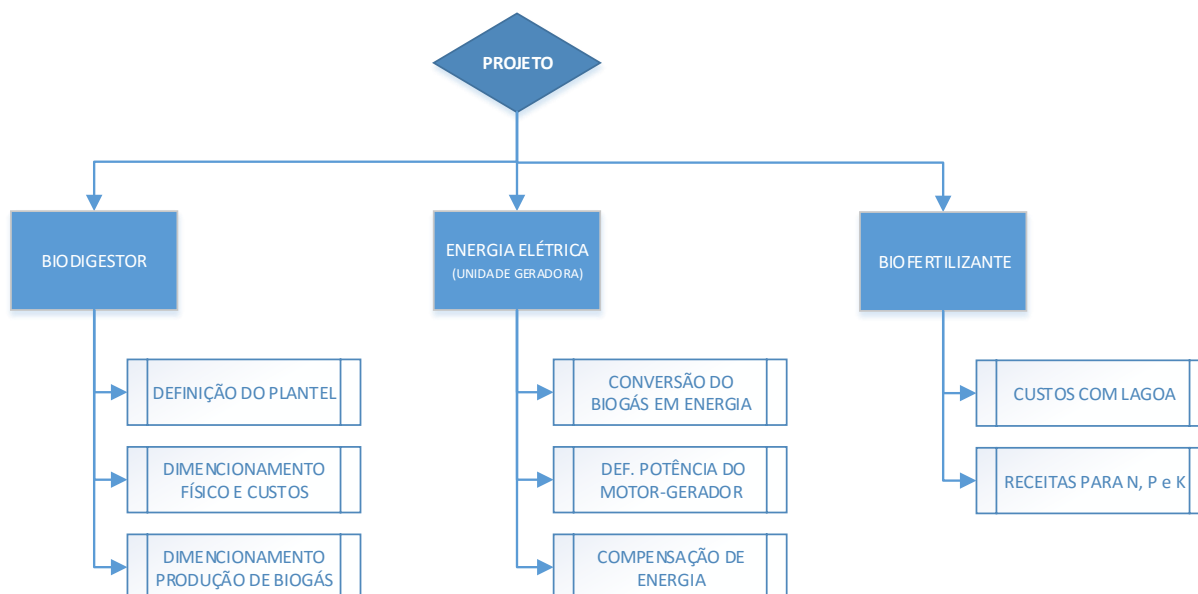 PROJETO
BIODIGESTOR
ENERGIA ELÉTRICA
(UNIDADE GERADORA)
BIOFERTILIZANTE
DEFINIÇÃO DO PLANTEL
DIMENCIONAMENTO
FÍSICO E CUSTOS
DIMENCIONAMENTO
PRODUÇÃO DE BIOGÁS
CONVERSÃO DO
BIOGÁS EM ENERGIA
DEF. POTÊNCIA DO
MOTOR-GERADOR
COMPENSAÇÃO DE
ENERGIA
CUSTOS COM LAGOA
RECEITAS PARA N, P e K